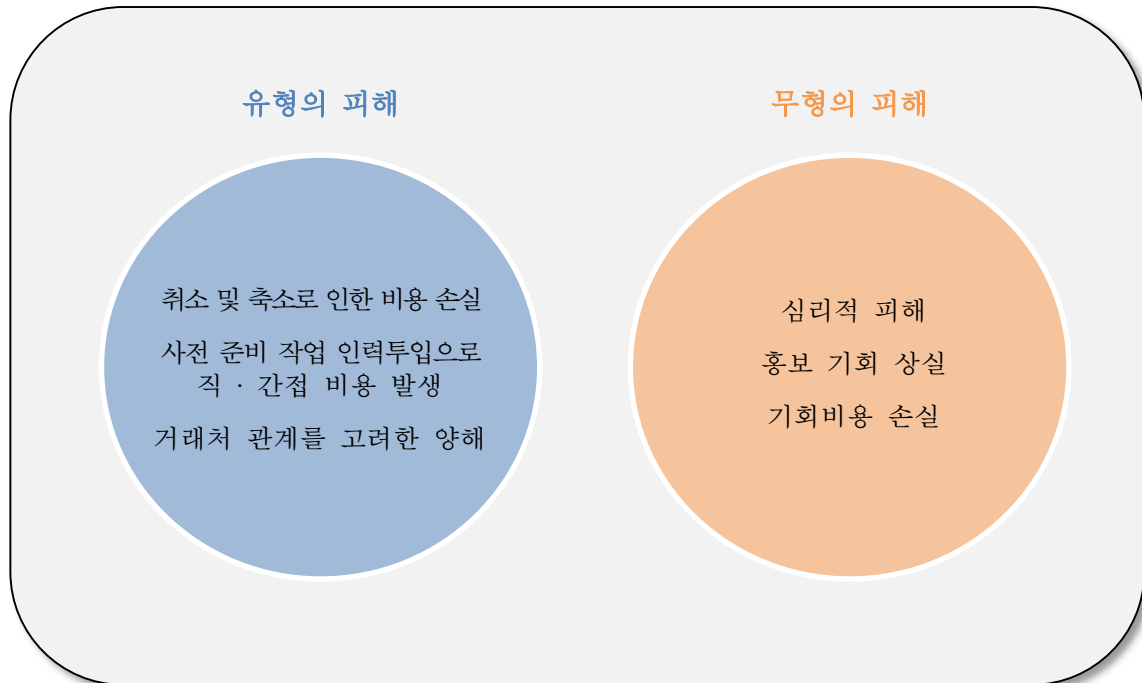 유형의 피해
취소 및 축소로 인한 비용 손실
사전 준비 작업 인력투입으로
직 · 간접 비용 발생
거래처 관계를 고려한 양해
무형의 피해
심리적 피해
홍보 기회 상실
기회비용 손실